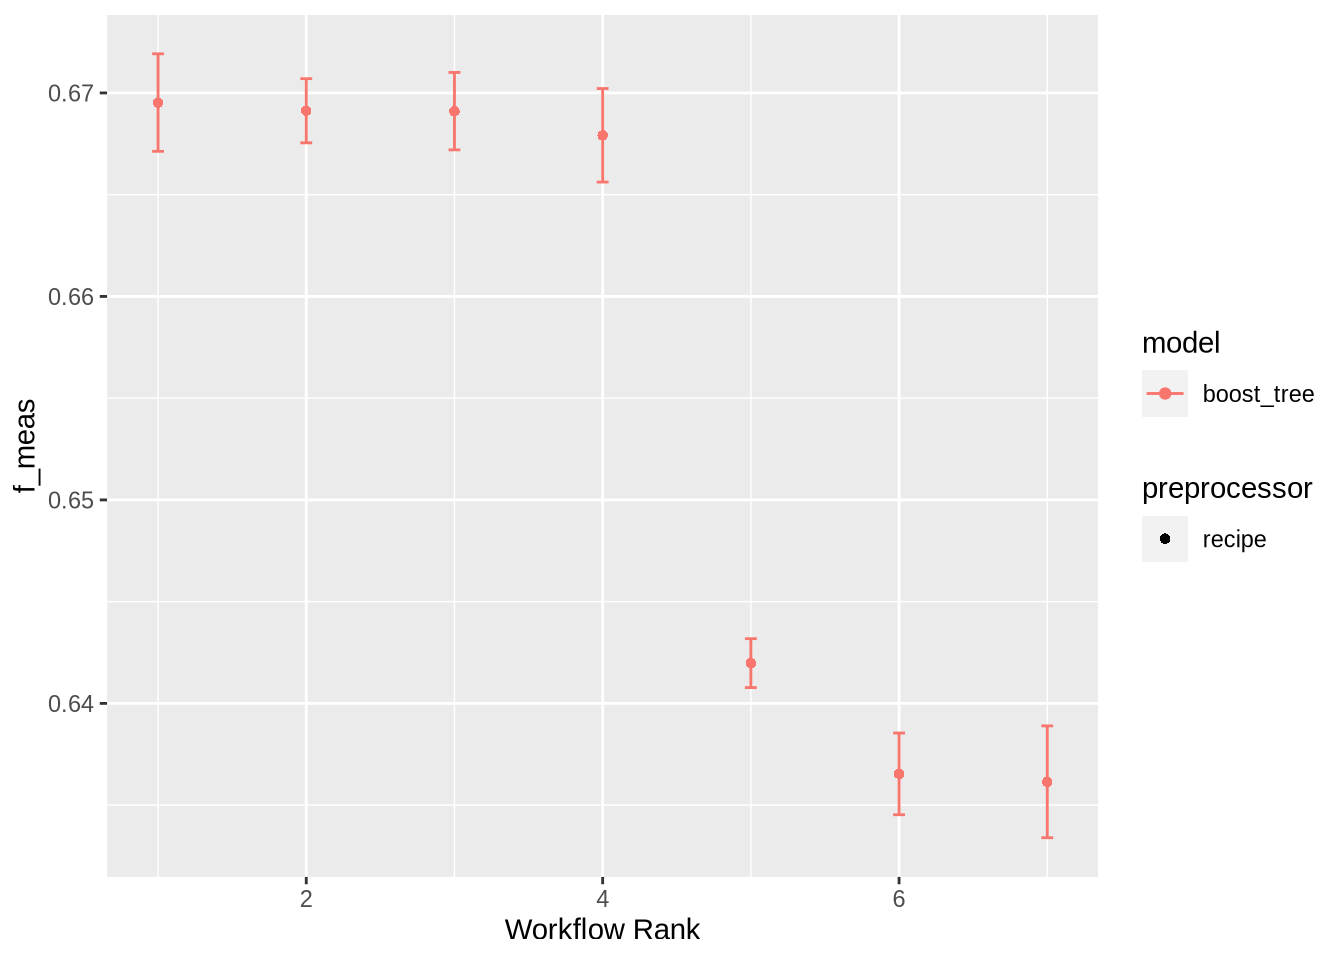 0.67
0.66
0.65
0.64
f_meas
2
4
6
Workflow Rank
model
boost_tree
preprocessor
recipe